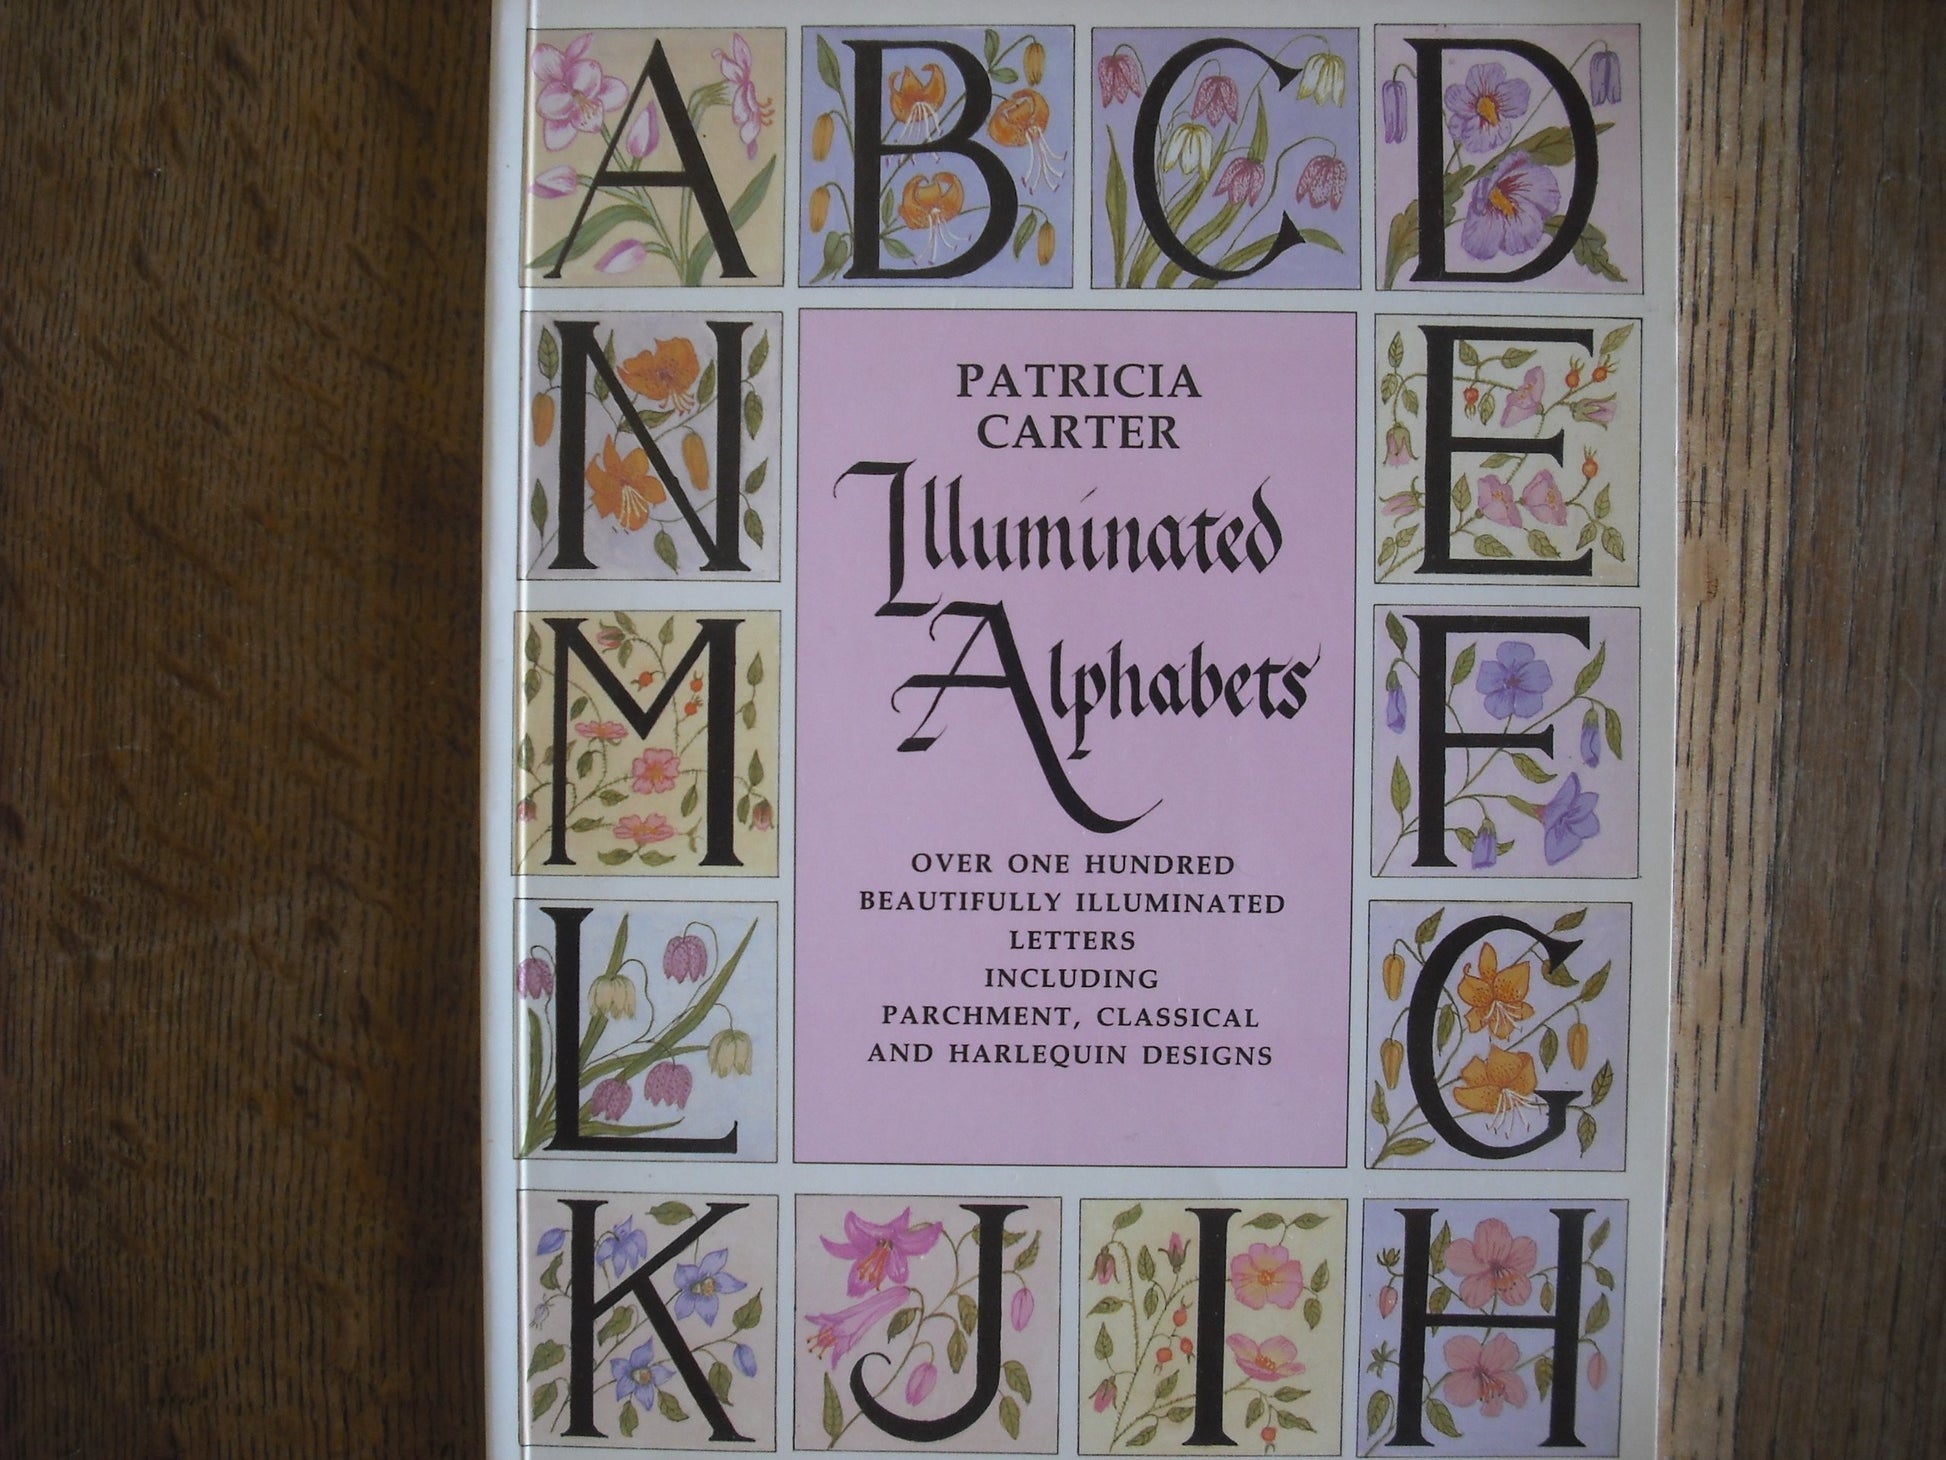 A B C D
N
E
PATRICIA
CARTER
Illuminated
Alphabets
M
F
OVER ONE HUNDRED
BEAUTIFULLY ILLUMINATED
LETTERS
INCLUDING
PARCHMENT, CLASSICAL
AND HARLEQUIN DESIGNS
L
G
K J I H